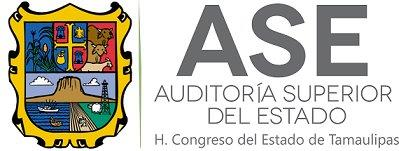 ASE
AUDITORÍA SUPERIOR
DEL ESTADO
H. Congreso del Estado de Tamaulipas